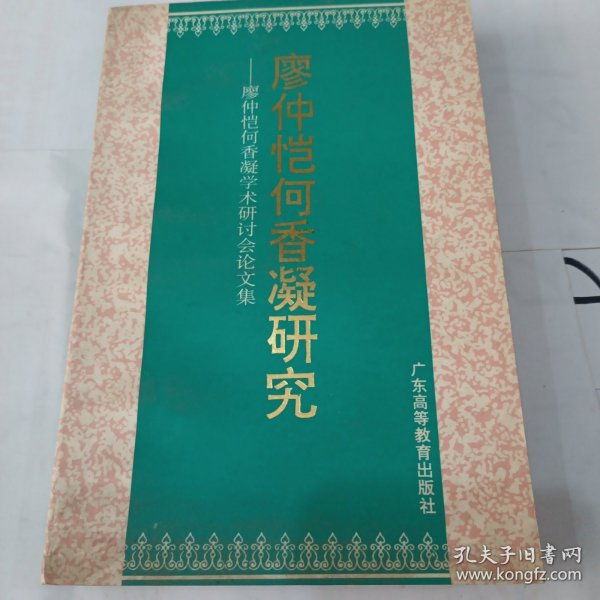 廖仲恺何香凝研究
——廖仲恺何香凝学术研讨会论文集
广东高等教育出版社
孔夫子旧书网
www.kongfz.com